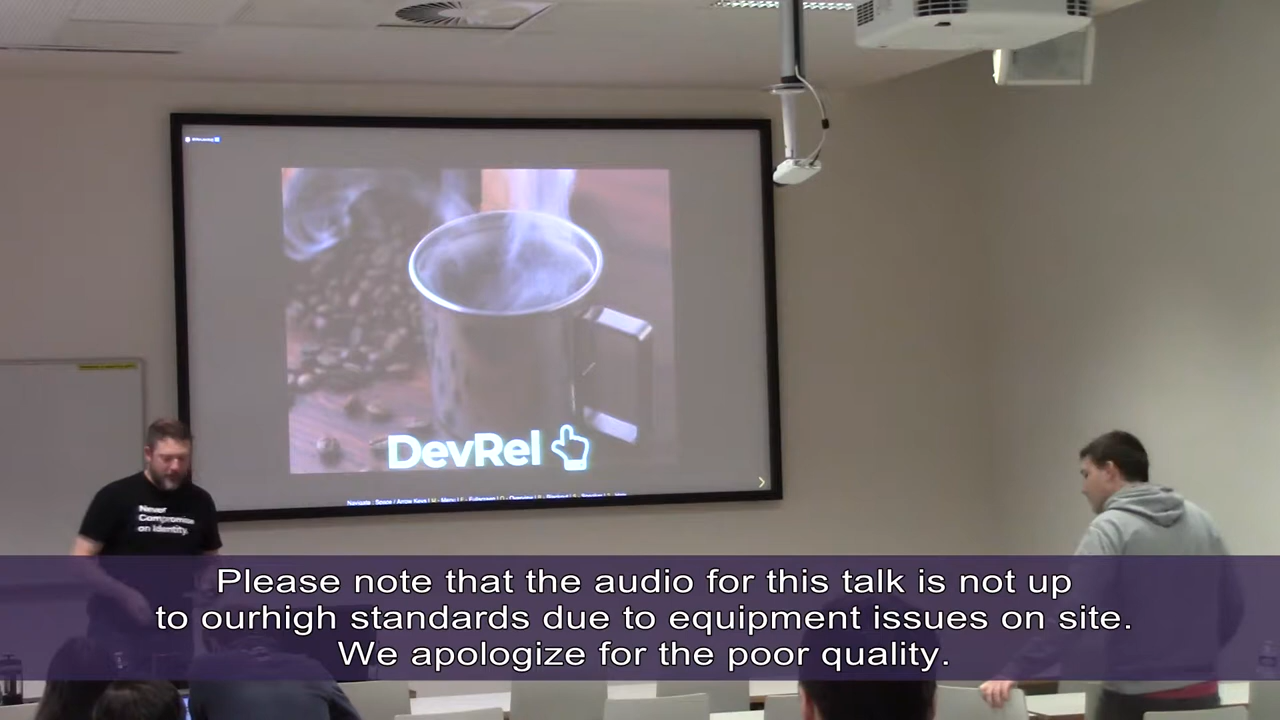 DevRel
Never
Compromise
on Identity.
Please note that the audio for this talk is not up
to ourhigh standards due to equipment issues on site.
We apologize for the poor quality.